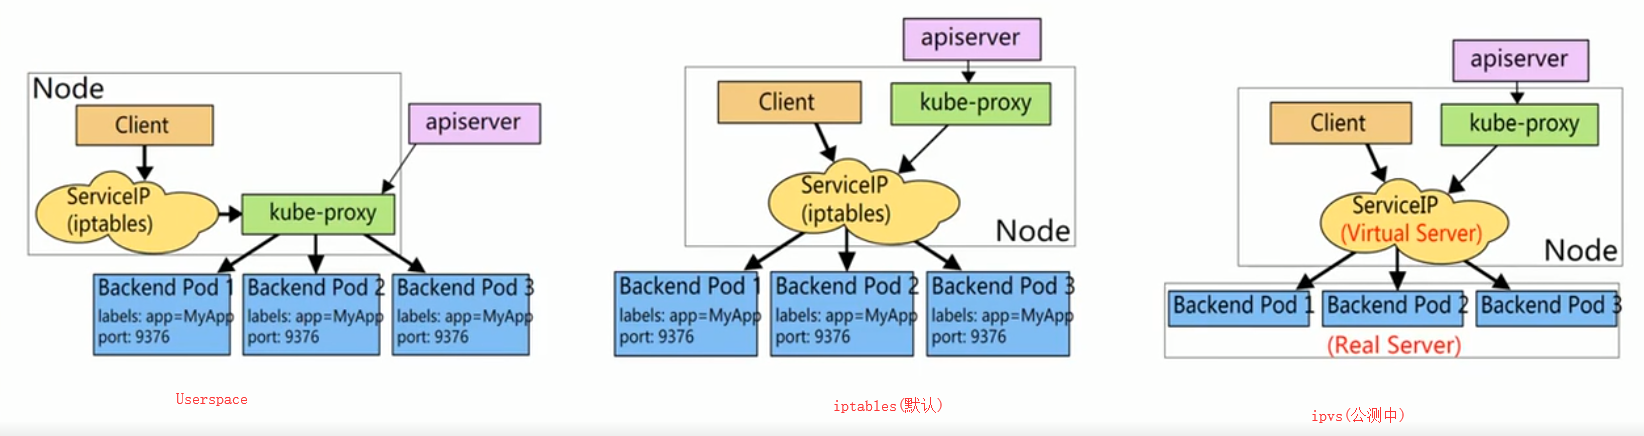 Node
Client
apiserver
ServiceIP
(iptables)
kube-proxy
Backend Pod 1
labels: app=MyApp
port: 9376
Backend Pod 2
labels: app=MyApp
port: 9376
Backend Pod 3
labels: app=MyApp
port: 9376
Userspace
apiserver
Client
kube-proxy
ServiceIP
(iptables)
Node
Backend Pod 1
labels: app=MyApp
port: 9376
Backend Pod 2
labels: app=MyApp
port: 9376
Backend Pod 3
labels: app=MyApp
port: 9376
iptables(默认)
apiserver
Client
kube-proxy
ServiceIP
(Virtual Server)
Node
Backend Pod 1
Backend Pod 2
Backend Pod 3
(Real Server)
ipvs(公测中)